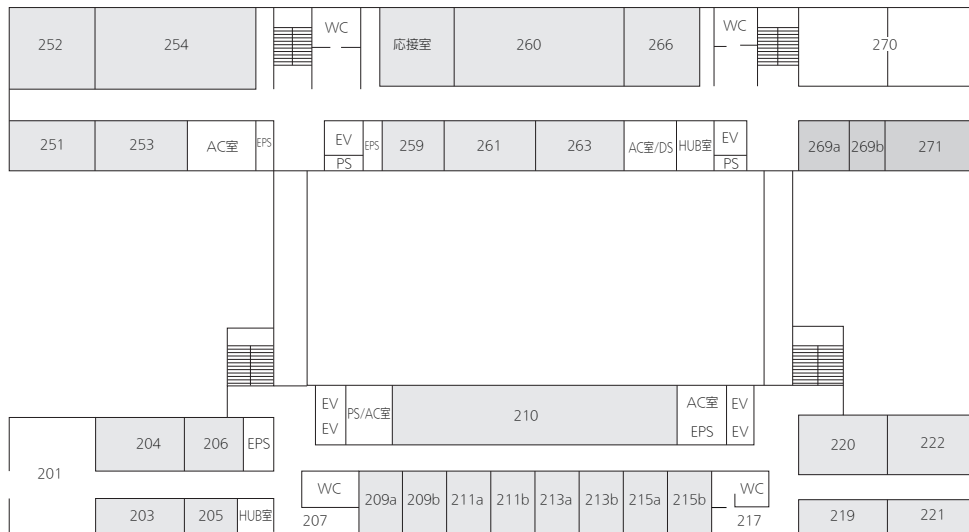 252
254
WC
応接室
260
266
WC
270
251
253
AC室
EPS
EV
PS
EPS
259
261
263
AC室/DS
HUB室
EV
PS
269a
269b
271
EV
EV
PS/AC室
210
AC室
EPS
EV
EV
201
204
206
EPS
220
222
203
205
HUB室
WC
207
209a
209b
211a
211b
213a
213b
215a
215b
WC
217
219
221